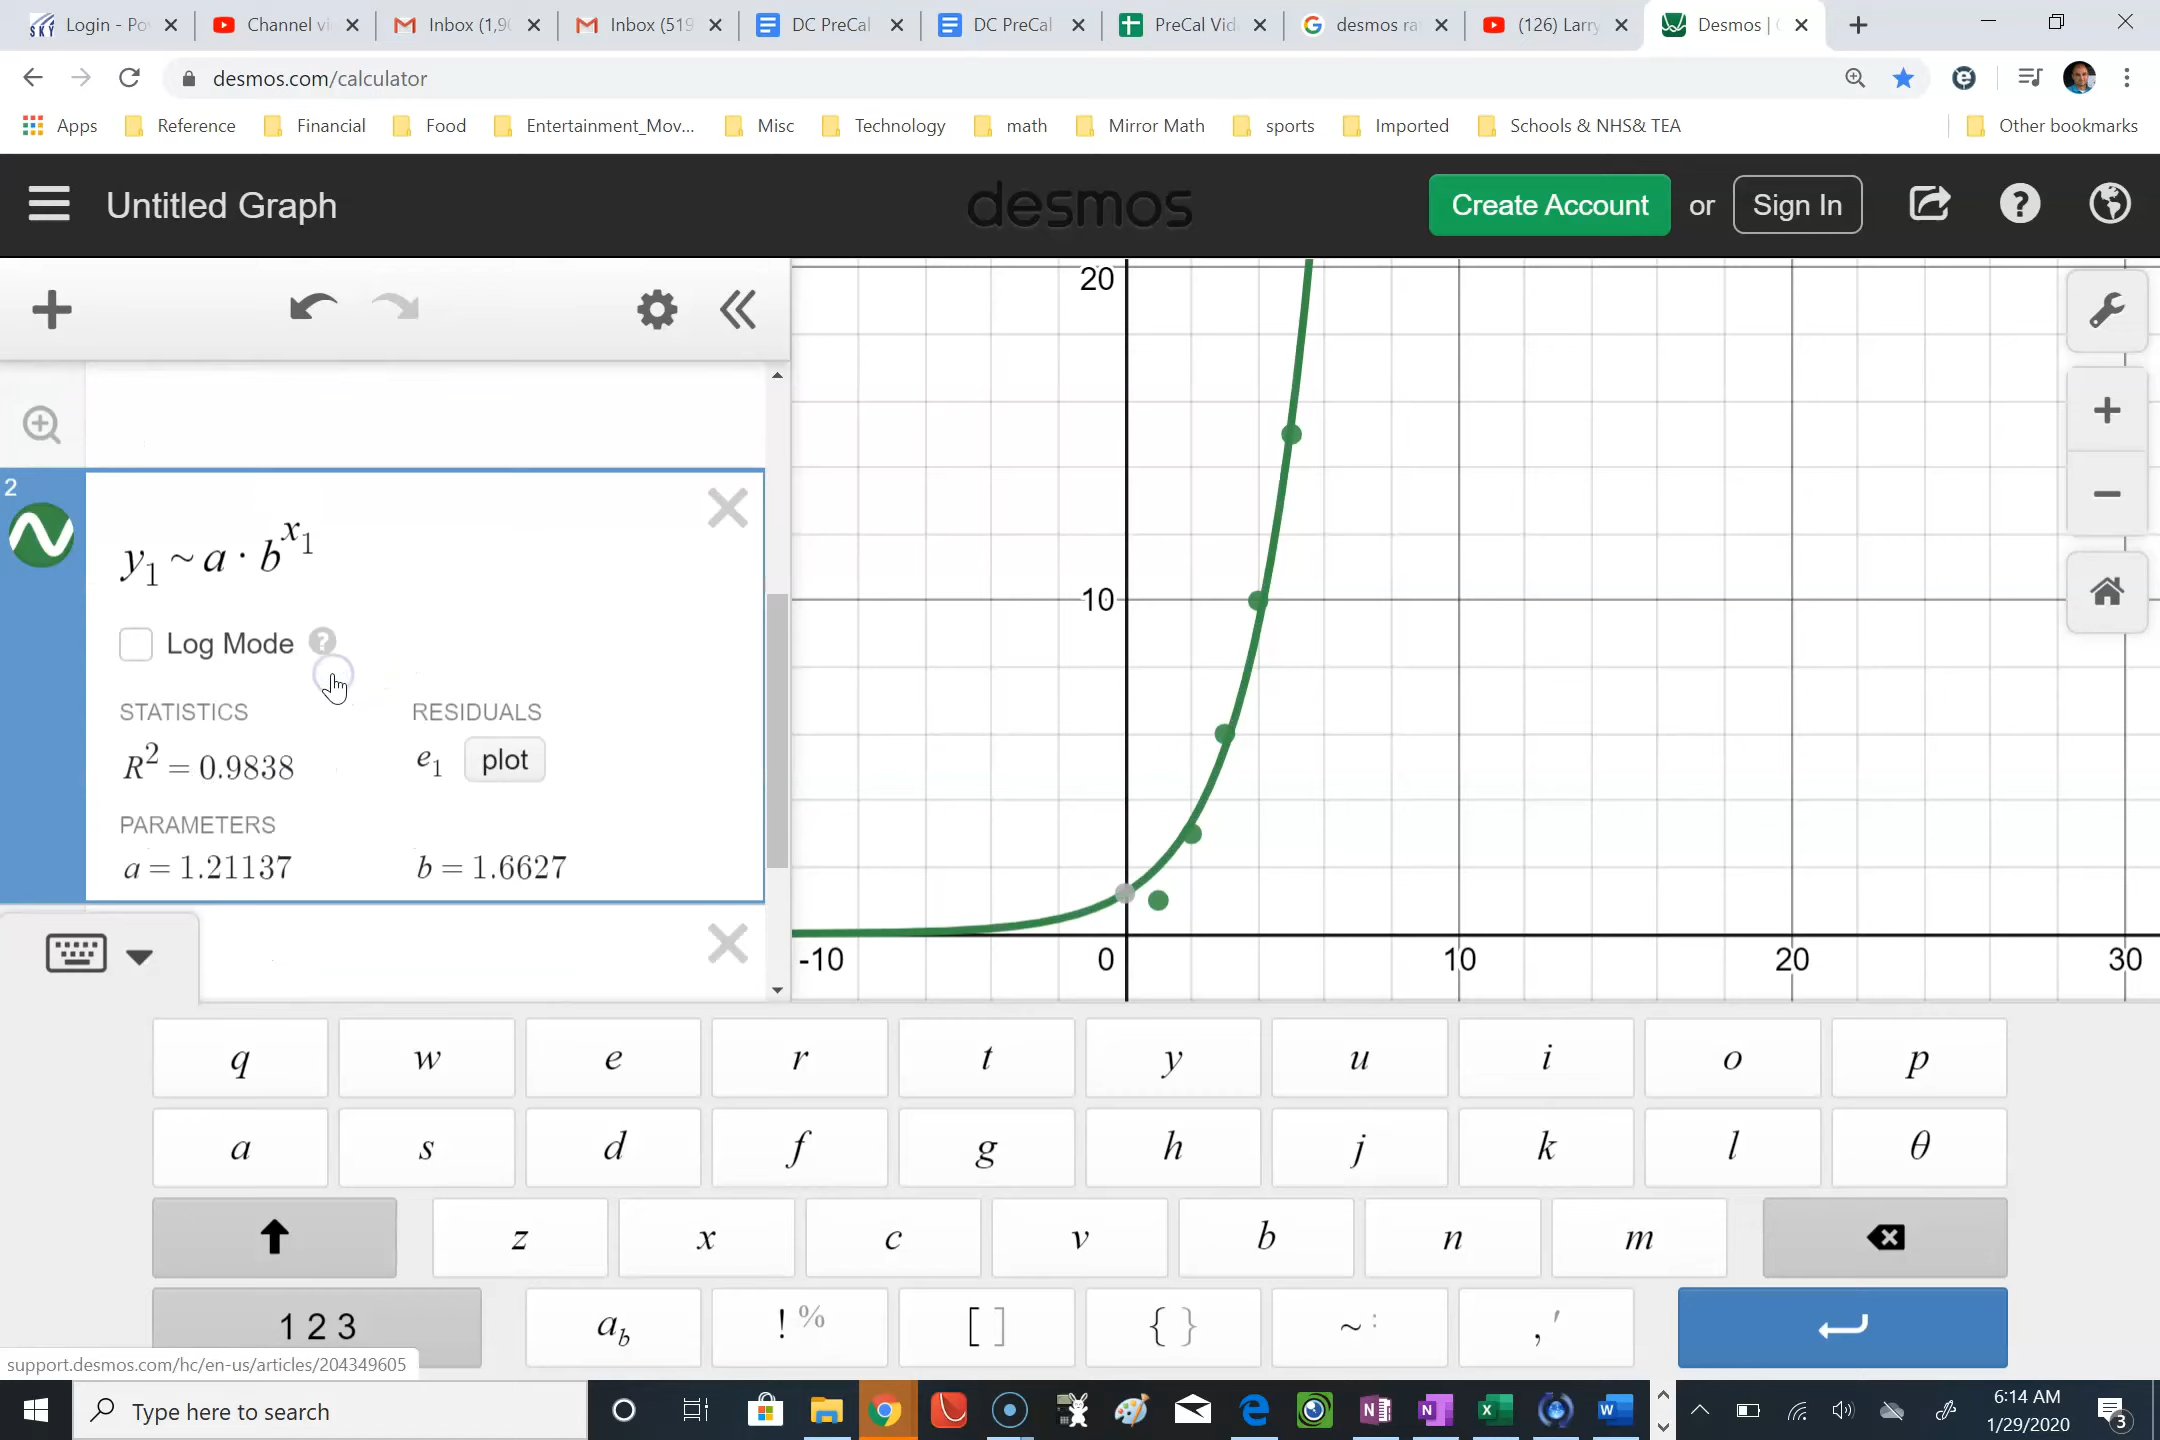 Login - Po
Channel vi
Inbox (1,9
Inbox (519
DC PreCal
DC PreCal
PreCal Vid
desmos ra
(126) Larry
Desmos |
desmos.com/calculator
Apps
Reference
Financial
Food
Entertainment_Mov...
Misc
Technology
math
Mirror Math
sports
Imported
Schools & NHS& TEA
Other bookmarks
Untitled Graph
desmos
Create Account
or
Sign In
2
y₁ ~ a · b^x₁
Log Mode ?
STATISTICS
RESIDUALS
R² = 0.9838
e₁ plot
PARAMETERS
a = 1.21137
b = 1.6627
20
10
-10
0
10
20
30
q w e r t y u i o p
a s d f g h j k l θ
z x c v b n m
1 2 3
a_b
! %
[ ]
{ }
~ :
, '
support.desmos.com/hc/en-us/articles/204349605
Type here to search
6:14 AM
1/29/2020
3